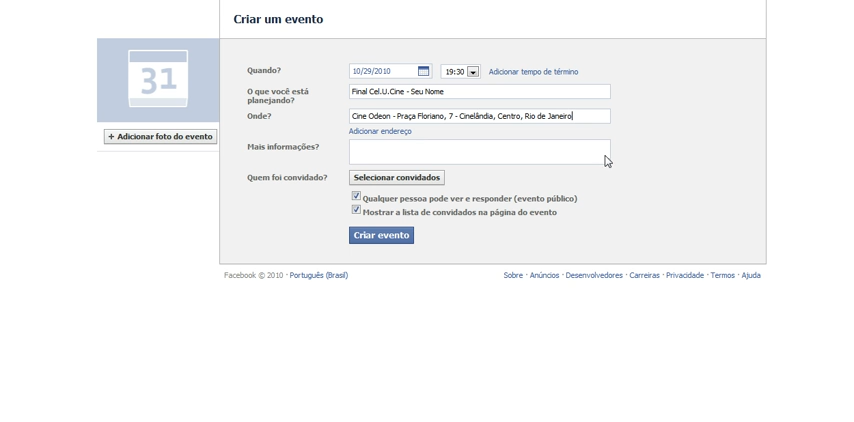 Criar um evento
31
+ Adicionar foto do evento
Quando? 10/29/2010 19:30 Adicionar tempo de término
O que você está planejando? Final Cel.U.Cine - Seu Nome
Onde? Cine Odeon - Praça Floriano, 7 - Cinelândia, Centro, Rio de Janeiro
Adicionar endereço
Mais informações?
Quem foi convidado? Selecionar convidados
Qualquer pessoa pode ver e responder (evento público)
Mostrar a lista de convidados na página do evento
Criar evento
Facebook © 2010 · Português (Brasil) Sobre · Anúncios · Desenvolvedores · Carreiras · Privacidade · Termos · Ajuda